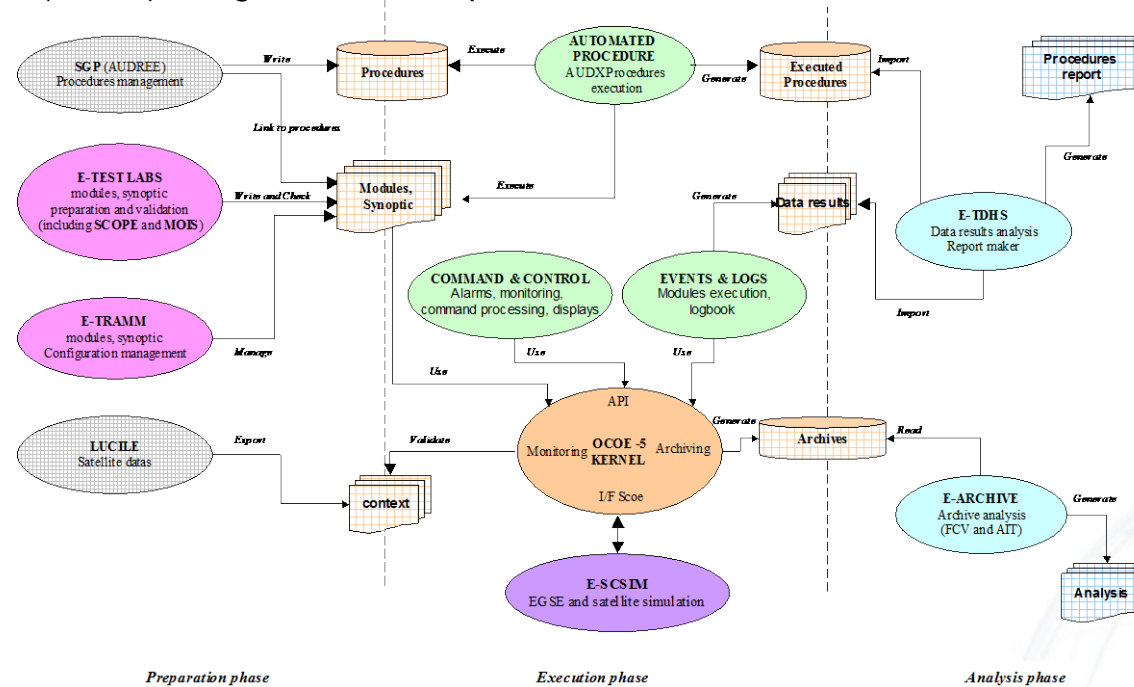 SGP (AUDREE)
Procedures management
Write
Procedures
Execute
AUTOMATED
PROCEDURE
AUDX Procedures
execution
Generate
Executed
Procedures
Import
Procedures
report
Generate
Link to procedures
E-TEST LABS
modules, synoptic
preparation and validation
(including SCOPE and MOIS)
Write and Check
Modules,
Synoptic
Execute
Generate
Data results
E-TDHS
Data results analysis
Report maker
Import
COMMAND & CONTROL
Alarms, monitoring,
command processing, displays
EVENTS & LOGS
Modules execution,
logbook
E-TRAMM
modules, synoptic
Configuration management
Manage
Use
Use
Use
API
Monitoring OCOE -5 Archiving
KERNEL
I/F Scoe
Generate
Archives
Read
LUCILE
Satellite datas
Export
Validate
context
E-ARCHIVE
Archive analysis
(FCV and AIT)
Generate
Analysis
E-SCSIM
EGSE and satellite simulation
Preparation phase
Execution phase
Analysis phase